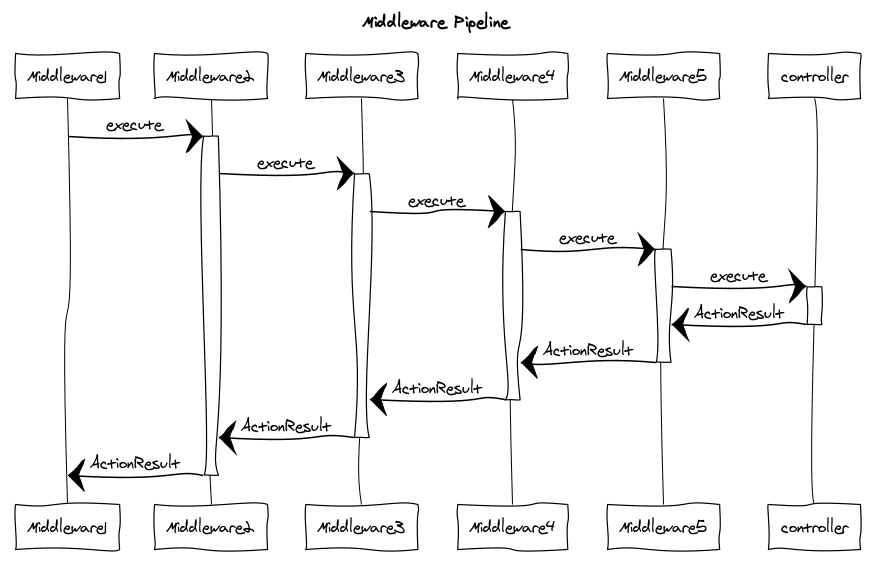 Middleware Pipeline
Middleware1 Middleware2 Middleware3 Middleware4 Middleware5 controller
execute
execute
execute
execute
execute
ActionResult
ActionResult
ActionResult
ActionResult
ActionResult
Middleware1 Middleware2 Middleware3 Middleware4 Middleware5 controller